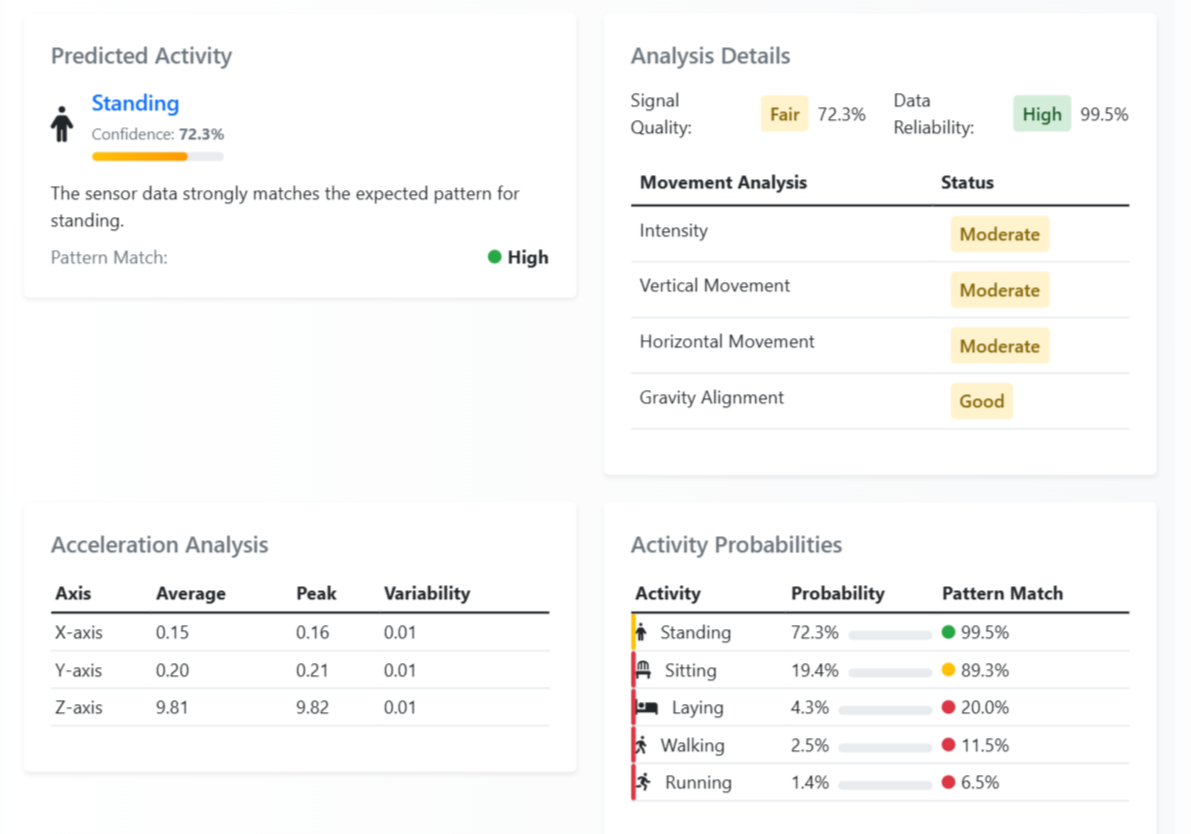 Predicted Activity
Standing
Confidence: 72.3%
The sensor data strongly matches the expected pattern for
standing.
Pattern Match: High
Analysis Details
Signal Quality: Fair 72.3% Data Reliability: High 99.5%
Movement Analysis Status
Intensity Moderate
Vertical Movement Moderate
Horizontal Movement Moderate
Gravity Alignment Good
Acceleration Analysis
Axis Average Peak Variability
X-axis 0.15 0.16 0.01
Y-axis 0.20 0.21 0.01
Z-axis 9.81 9.82 0.01
Activity Probabilities
Activity Probability Pattern Match
Standing 72.3% 99.5%
Sitting 19.4% 89.3%
Laying 4.3% 20.0%
Walking 2.5% 11.5%
Running 1.4% 6.5%